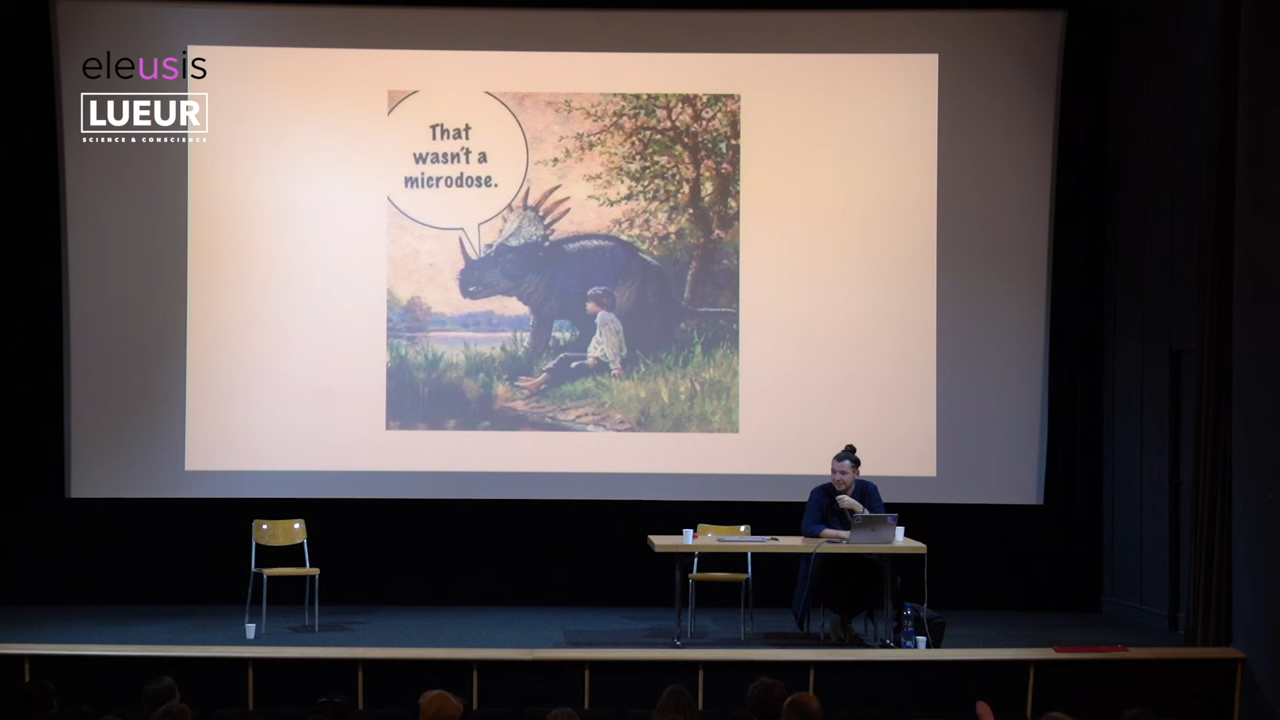 eleusis
LUEUR
SCIENCE & CONSCIENCE
That
wasn't a
microdose.